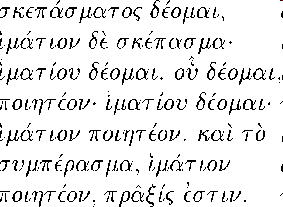 σκεπάσματος δέομαι,
ἱμάτιον δὲ σκέπασμα·
ἱματίου δέομαι. οὗ δέομαι,
ποιητέον· ἱματίου δέομαι·
ἱμάτιον ποιητέον. καὶ τὸ
συμπέρασμα, ἱμάτιον
ποιητέον, πρᾶξίς ἐστιν.